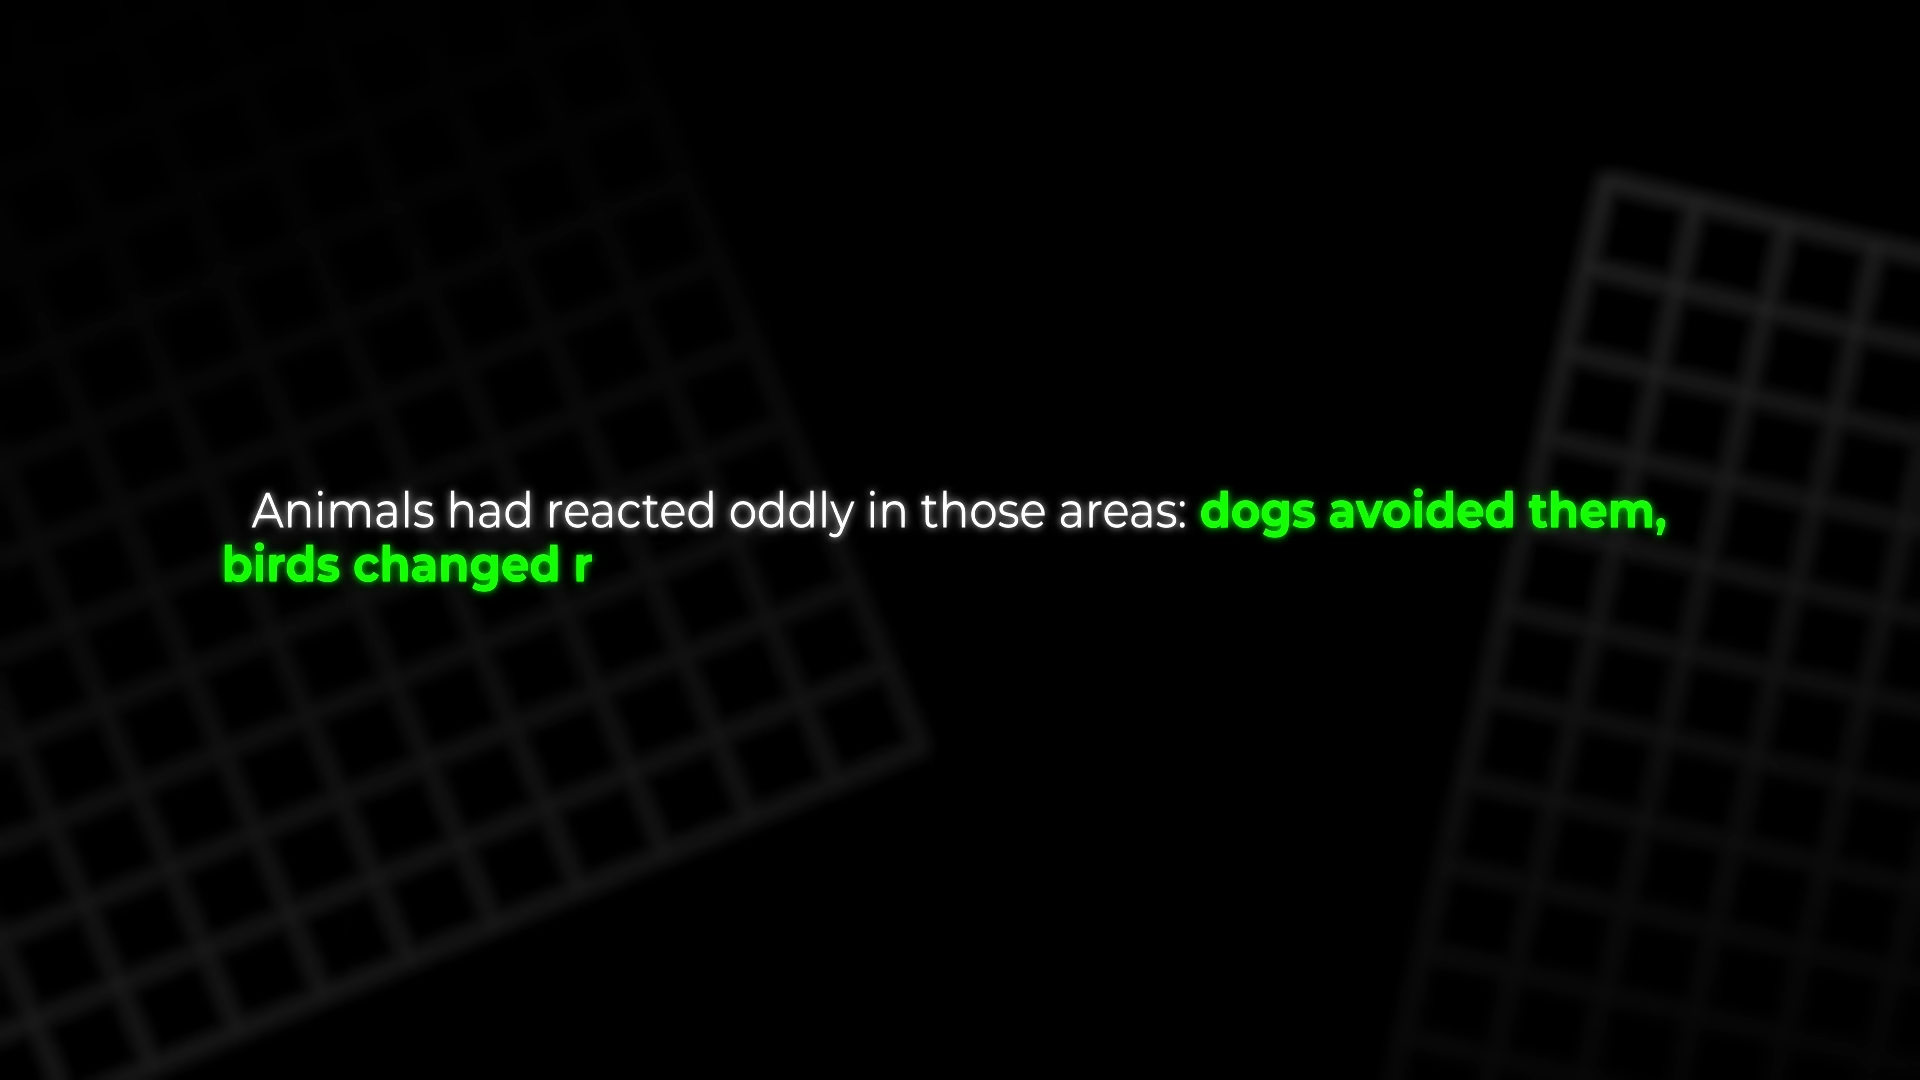 Animals had reacted oddly in those areas: dogs avoided them,
birds changed r